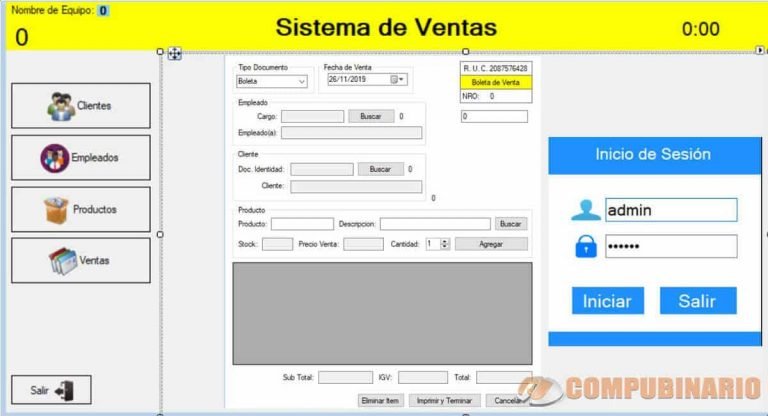 Nombre de Equipo: 0
0
Sistema de Ventas
0:00
Clientes
Empleados
Productos
Ventas
Salir
Tipo Documento
Boleta
Fecha de Venta
26/11/2019
R. U. C. 2087576428
Boleta de Venta
NRO: 0
0
Empleado
Cargo: Buscar 0
Empleado(a):
Cliente
Doc. Identidad: Buscar 0
Cliente:
0
Producto
Producto: Descripcion: Buscar
Stock: Precio Venta: Cantidad: 1 Agregar
Sub Total: IGV: Total:
Eliminar Item Imprimir y Terminar Cancelar
Inicio de Sesión
admin
••••••
Iniciar Salir
COMPUBINARIO